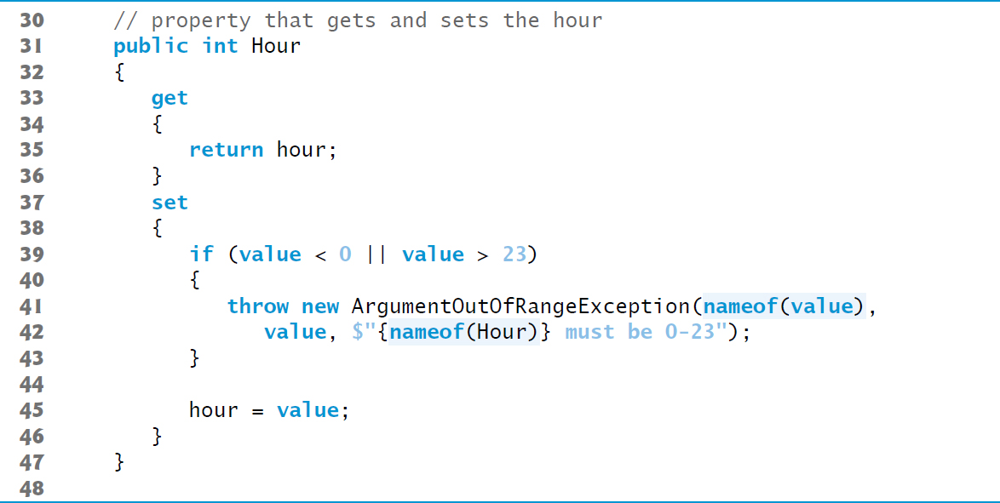 30 // property that gets and sets the hour
31 public int Hour
32 {
33    get
34    {
35       return hour;
36    }
37    set
38    {
39       if (value < 0 || value > 23)
40       {
41          throw new ArgumentOutOfRangeException(nameof(value),
42             value, $"{nameof(Hour)} must be 0-23");
43       }
44
45       hour = value;
46    }
47 }
48